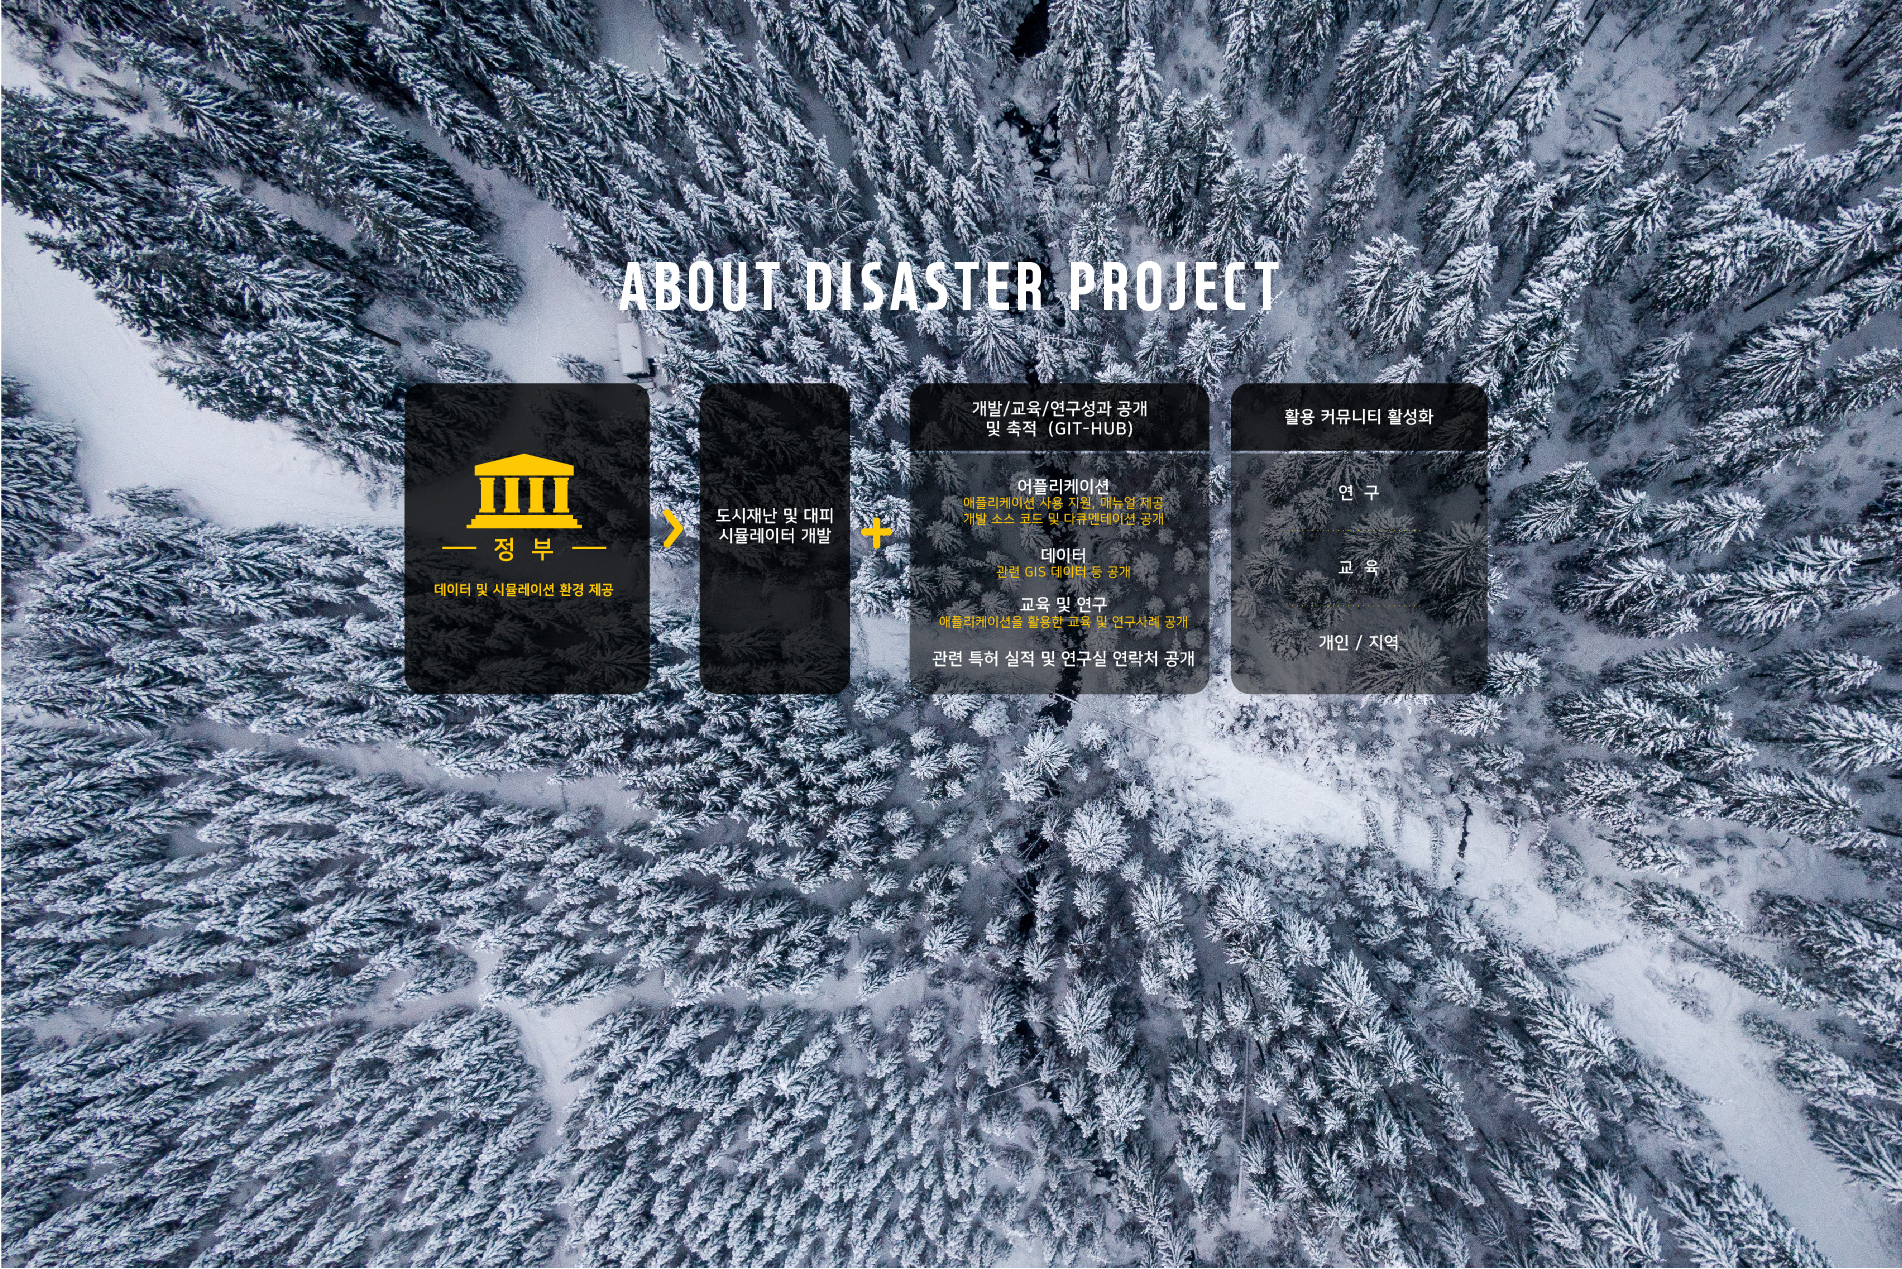 ABOUT DISASTER PROJECT
정 부
데이터 및 시뮬레이션 환경 제공
도시재난 및 대피
시뮬레이터 개발
개발/교육/연구성과 공개
및 축적 (GIT-HUB)
어플리케이션
애플리케이션 사용 지원, 매뉴얼 제공
개발 소스 코드 및 다큐멘테이션 공개
데이터
관련 GIS 데이터 등 공개
교육 및 연구
애플리케이션을 활용한 교육 및 연구사례 공개
관련 특허 실적 및 연구실 연락처 공개
활용 커뮤니티 활성화
연 구
교 육
개인 / 지역